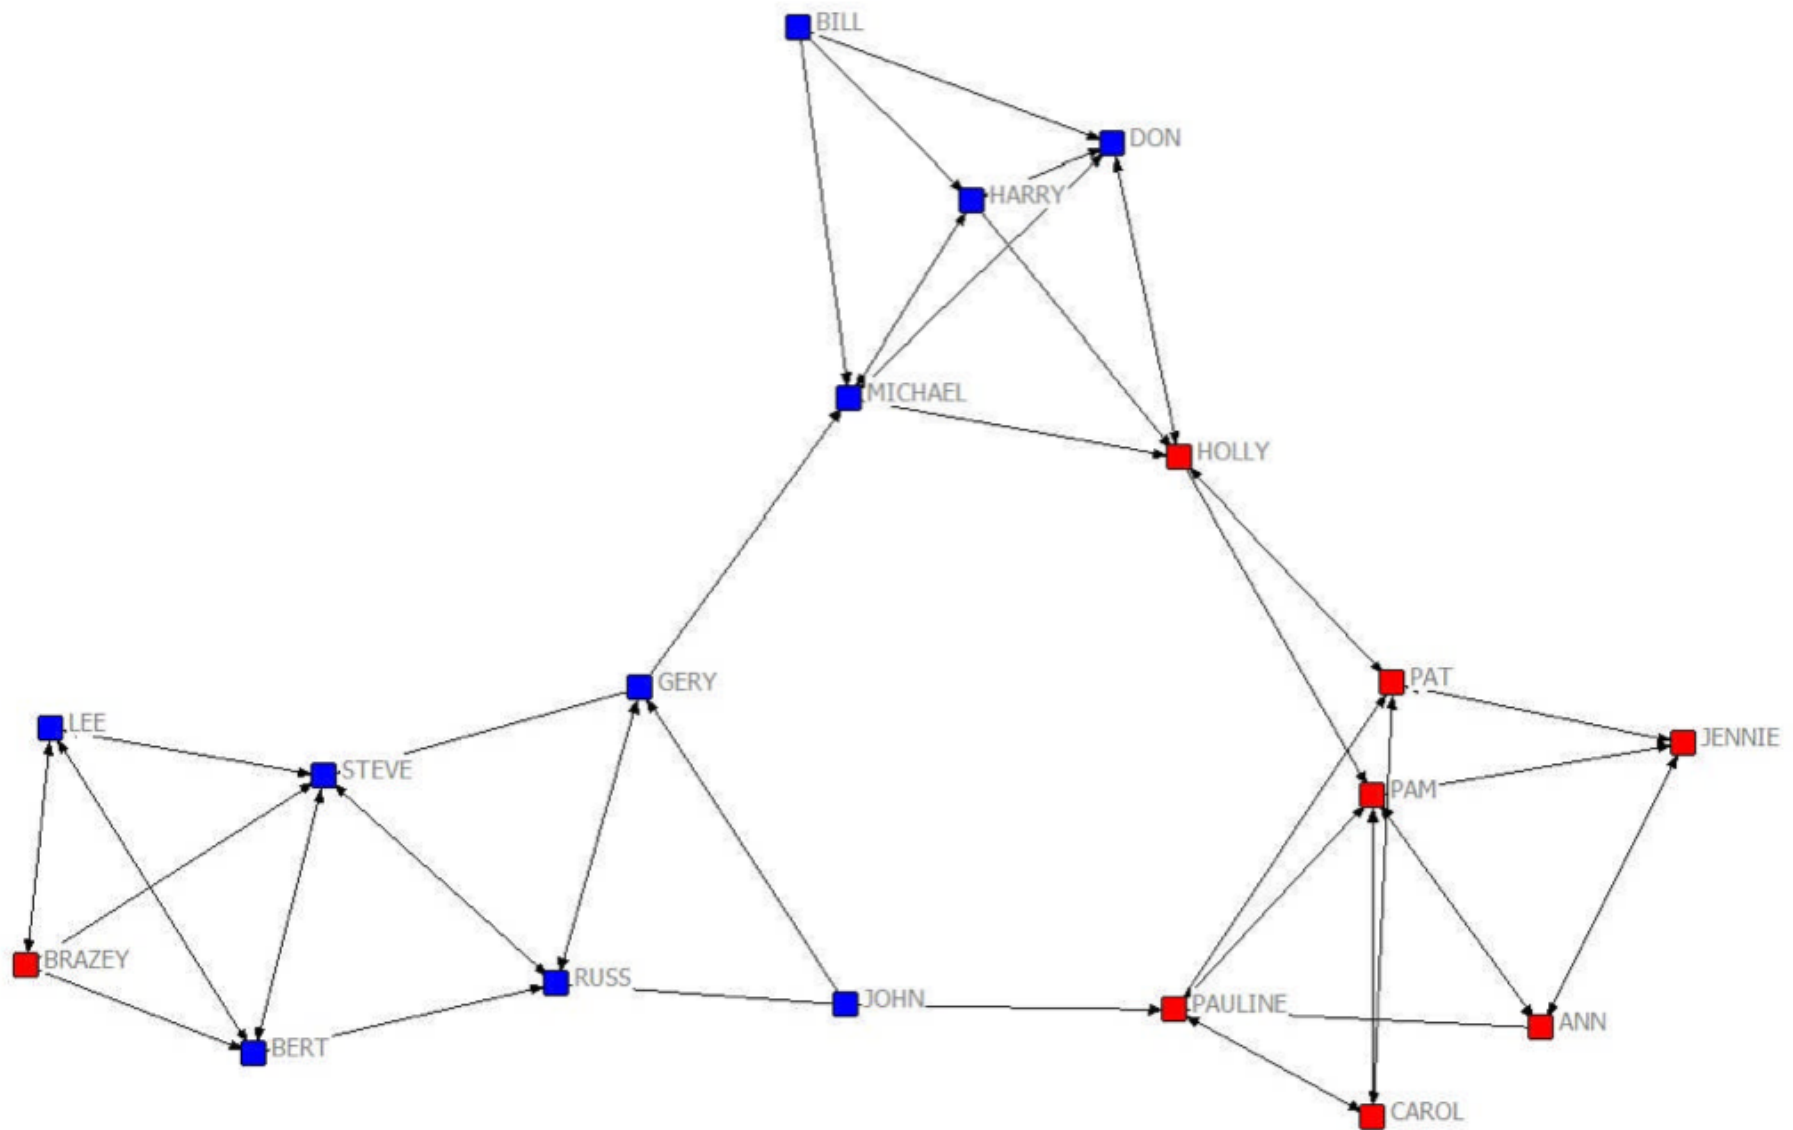 BILL
DON
HARRY
MICHAEL
HOLLY
PAT
GERY
LEE
JENNIE
STEVE
PAM
BRAZEY
RUSS
JOHN
PAULINE
ANN
BERT
CAROL